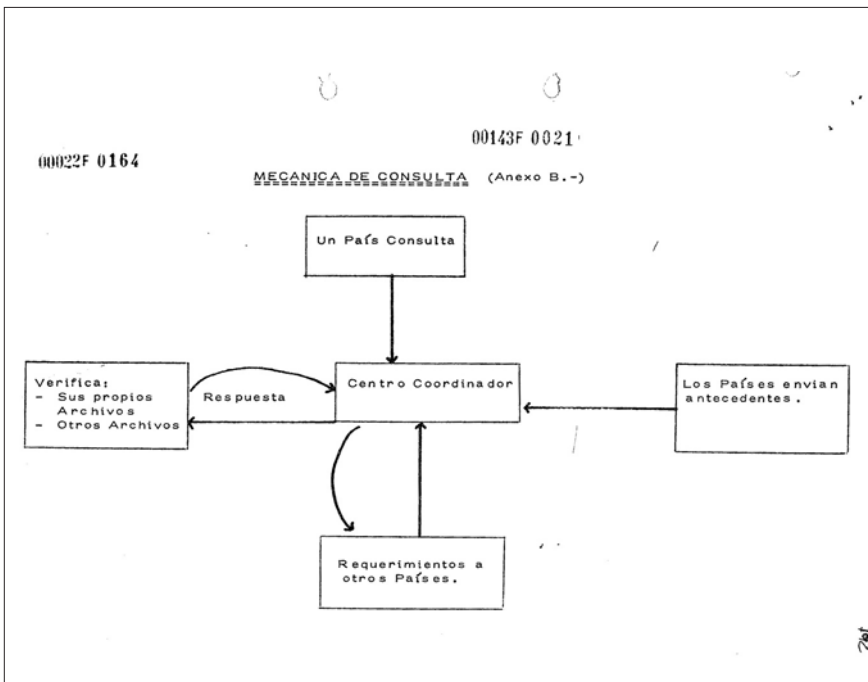 00143F 0021
00022F 0164
MECANICA DE CONSULTA (Anexo B.-)
Un País Consulta
Verifica:
- Sus propios
Archivos
- Otros Archivos
Respuesta
Centro Coordinador
Los Países envian
antecedentes.
Requerimientos a
otros Países.